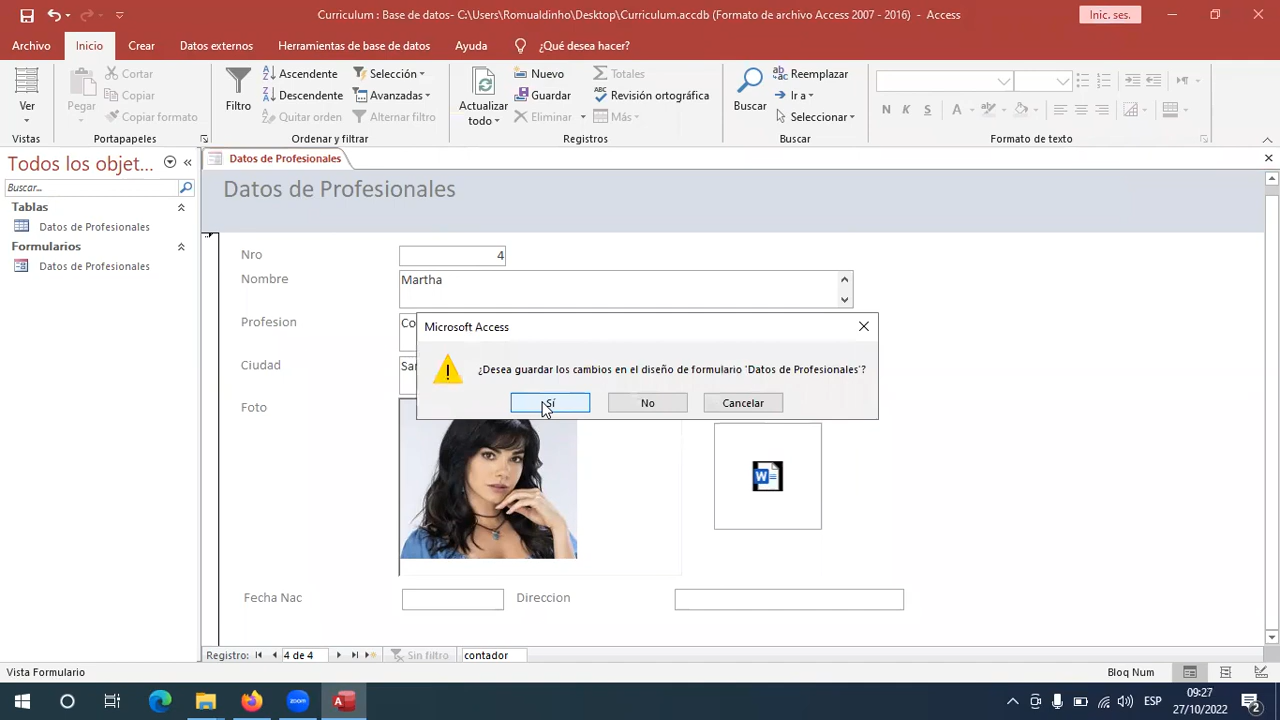 Curriculum : Base de datos- C:\Users\Romualdinho\Desktop\Curriculum.accdb (Formato de archivo Access 2007 - 2016) - Access
Inic. ses.
Archivo
Inicio
Crear
Datos externos
Herramientas de base de datos
Ayuda
¿Qué desea hacer?
Ver
Pegar
Cortar
Copiar
Copiar formato
Filtro
Ascendente
Descendente
Quitar orden
Selección
Avanzadas
Alternar filtro
Actualizar
todo
Nuevo
Guardar
Eliminar
Totales
Revisión ortográfica
Más
Buscar
Reemplazar
Ir a
Seleccionar
N K S
A
Vistas
Portapapeles
Ordenar y filtrar
Registros
Buscar
Formato de texto
Todos los objet...
Buscar...
Tablas
Datos de Profesionales
Formularios
Datos de Profesionales
Datos de Profesionales
Datos de Profesionales
Nro
4
Nombre
Martha
Profesion
Co
Ciudad
Sar
Foto
Microsoft Access
¿Desea guardar los cambios en el diseño de formulario 'Datos de Profesionales'?
Sí
No
Cancelar
W
Fecha Nac
Direccion
Registro:
4 de 4
Sin filtro
contador
Vista Formulario
Bloq Num
zoom
A
ESP
09:27
27/10/2022
2